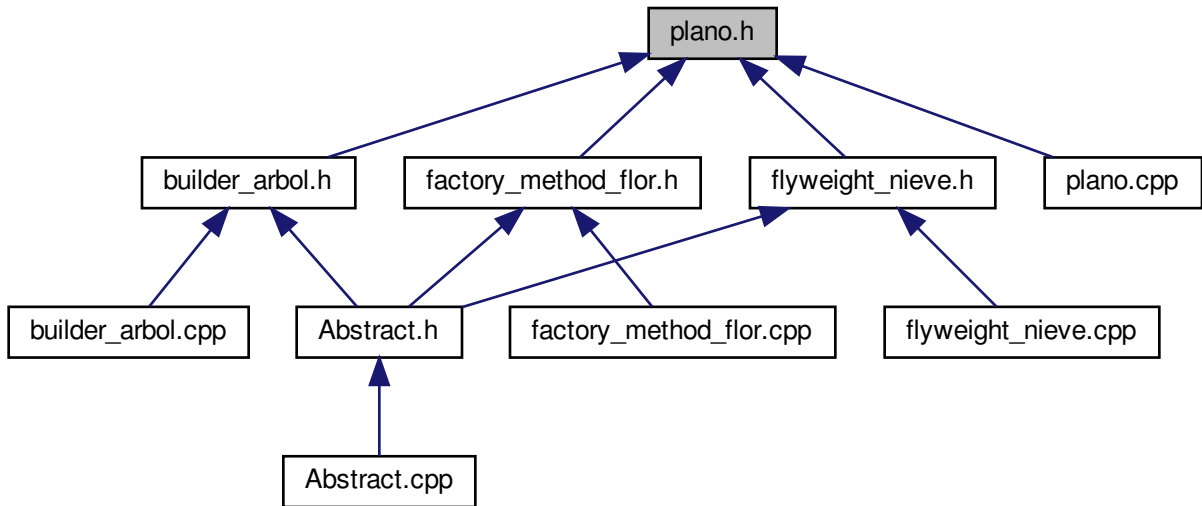 plano.h
builder_arbol.h
factory_method_flor.h
flyweight_nieve.h
plano.cpp
builder_arbol.cpp
Abstract.h
factory_method_flor.cpp
flyweight_nieve.cpp
Abstract.cpp